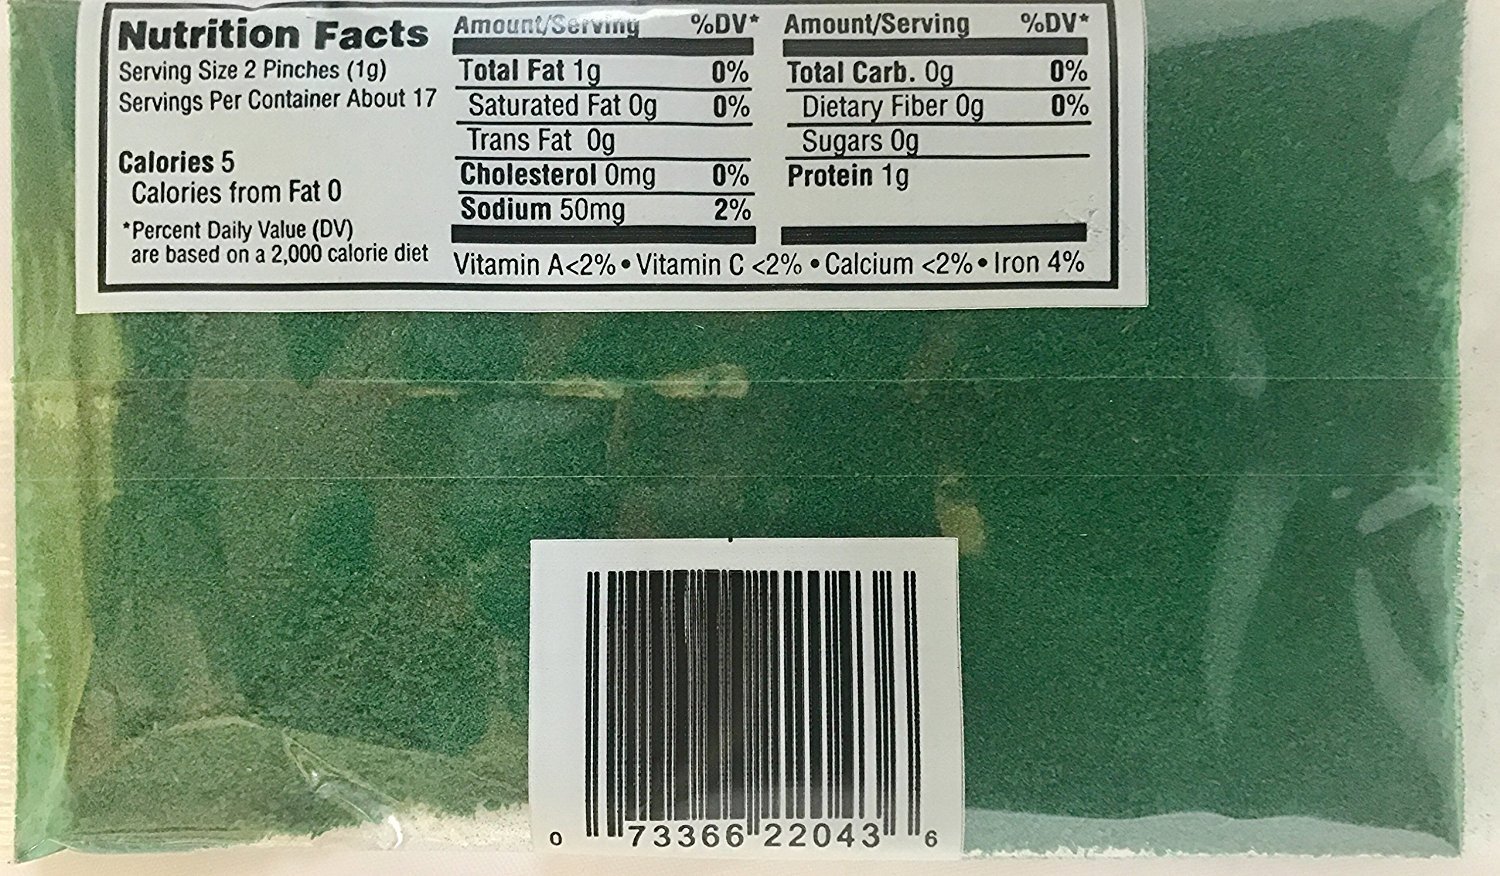 Nutrition Facts
Serving Size 2 Pinches (1g)
Servings Per Container About 17
Calories 5
Calories from Fat 0
*Percent Daily Value (DV)
are based on a 2,000 calorie diet
Amount/Serving %DV*
Total Fat 1g 0%
Saturated Fat 0g 0%
Trans Fat 0g
Cholesterol 0mg 0%
Sodium 50mg 2%
Amount/Serving %DV*
Total Carb. 0g 0%
Dietary Fiber 0g 0%
Sugars 0g
Protein 1g
Vitamin A<2% • Vitamin C <2% • Calcium <2% • Iron 4%
0 73366 22043 6